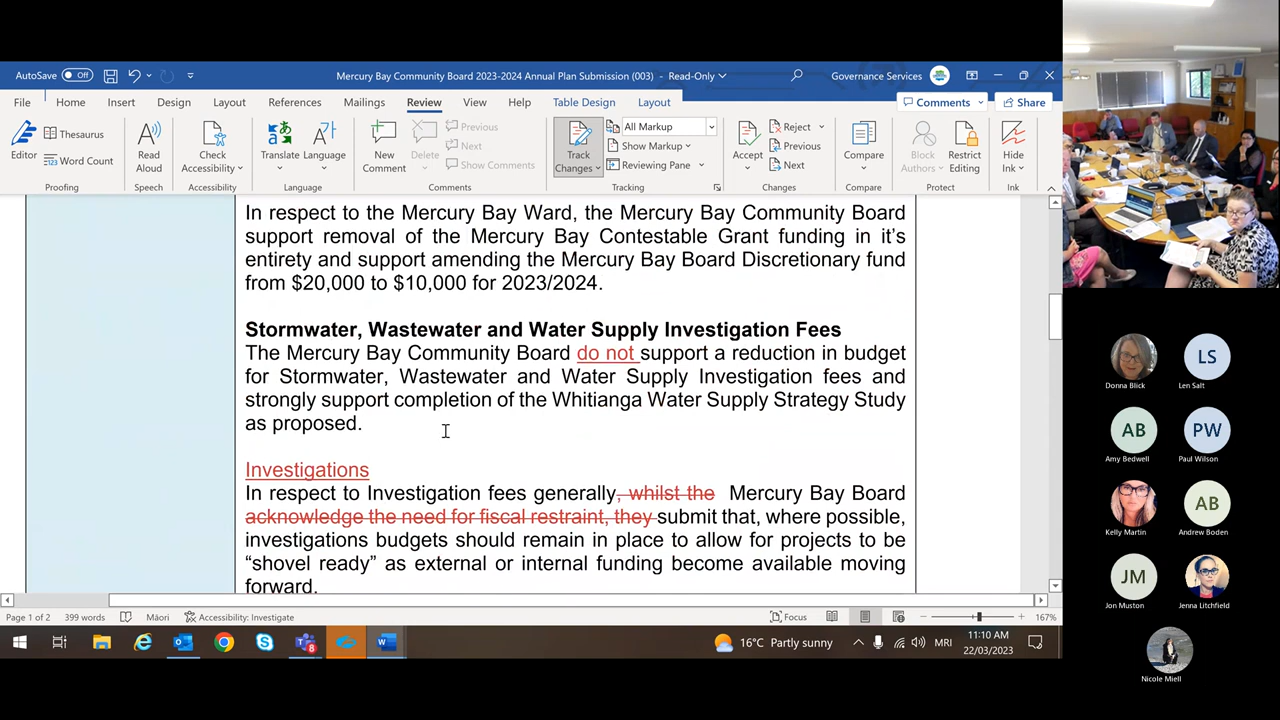 AutoSave Off
Mercury Bay Community Board 2023-2024 Annual Plan Submission (003) - Read-Only
Governance Services
File Home Insert Design Layout References Mailings Review View Help Table Design Layout
Comments Share
Editor
Thesaurus
Word Count
Proofing
Read Aloud
Speech
Check Accessibility
Accessibility
Translate Language
Language
New Comment
Delete
Previous
Next
Show Comments
Comments
Track Changes
All Markup
Show Markup
Reviewing Pane
Tracking
Accept
Reject
Previous
Next
Changes
Compare
Compare
Block Authors
Restrict Editing
Protect
Hide Ink
Ink
In respect to the Mercury Bay Ward, the Mercury Bay Community Board
support removal of the Mercury Bay Contestable Grant funding in it's
entirety and support amending the Mercury Bay Board Discretionary fund
from $20,000 to $10,000 for 2023/2024.
Stormwater, Wastewater and Water Supply Investigation Fees
The Mercury Bay Community Board do not support a reduction in budget
for Stormwater, Wastewater and Water Supply Investigation fees and
strongly support completion of the Whitianga Water Supply Strategy Study
as proposed.
Investigations
In respect to Investigation fees generally, whilst the Mercury Bay Board
acknowledge the need for fiscal restraint, they submit that, where possible,
investigations budgets should remain in place to allow for projects to be
“shovel ready” as external or internal funding become available moving
forward.
Page 1 of 2 399 words Māori Accessibility: Investigate Focus 167%
16°C Partly sunny MRI 11:10 AM
22/03/2023
8
Donna Blick
LS
Len Salt
AB
Amy Bedwell
PW
Paul Wilson
Kelly Martin
AB
Andrew Boden
JM
Jon Muston
Jenna Litchfield
Nicole Miell